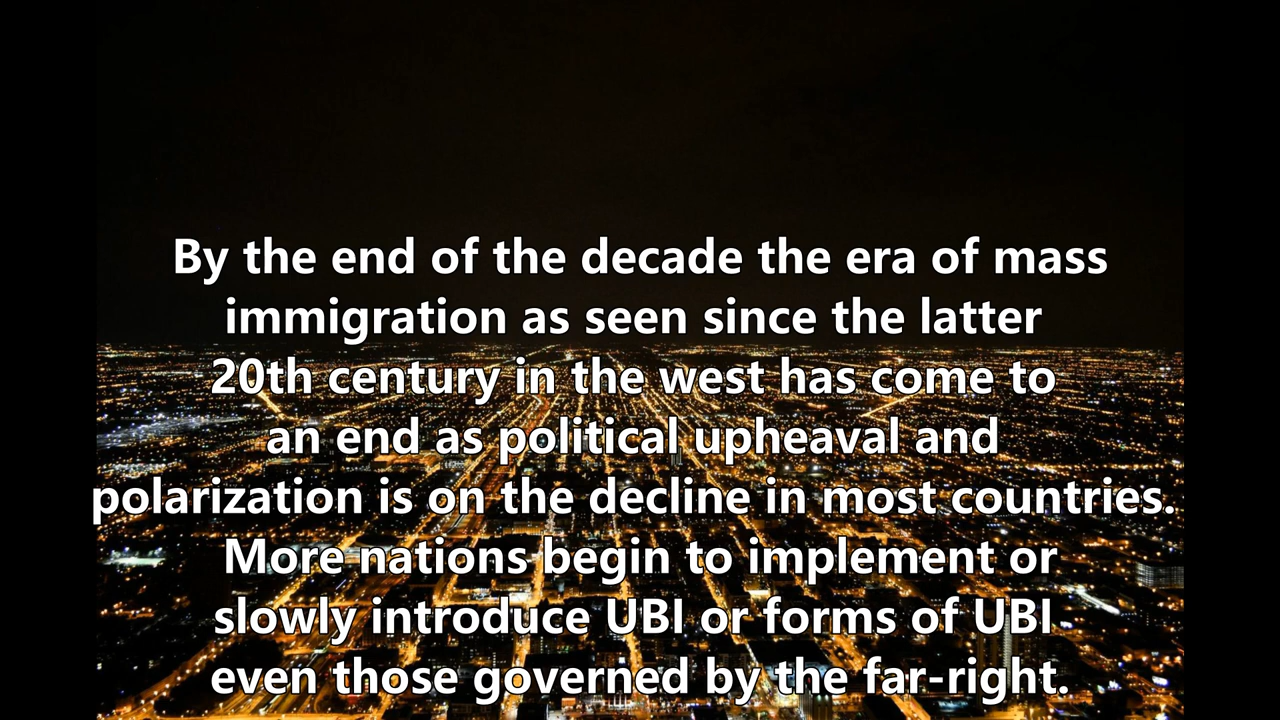 By the end of the decade the era of mass
immigration as seen since the latter
20th century in the west has come to
an end as political upheaval and
polarization is on the decline in most countries.
More nations begin to implement or
slowly introduce UBI or forms of UBI
even those governed by the far-right.